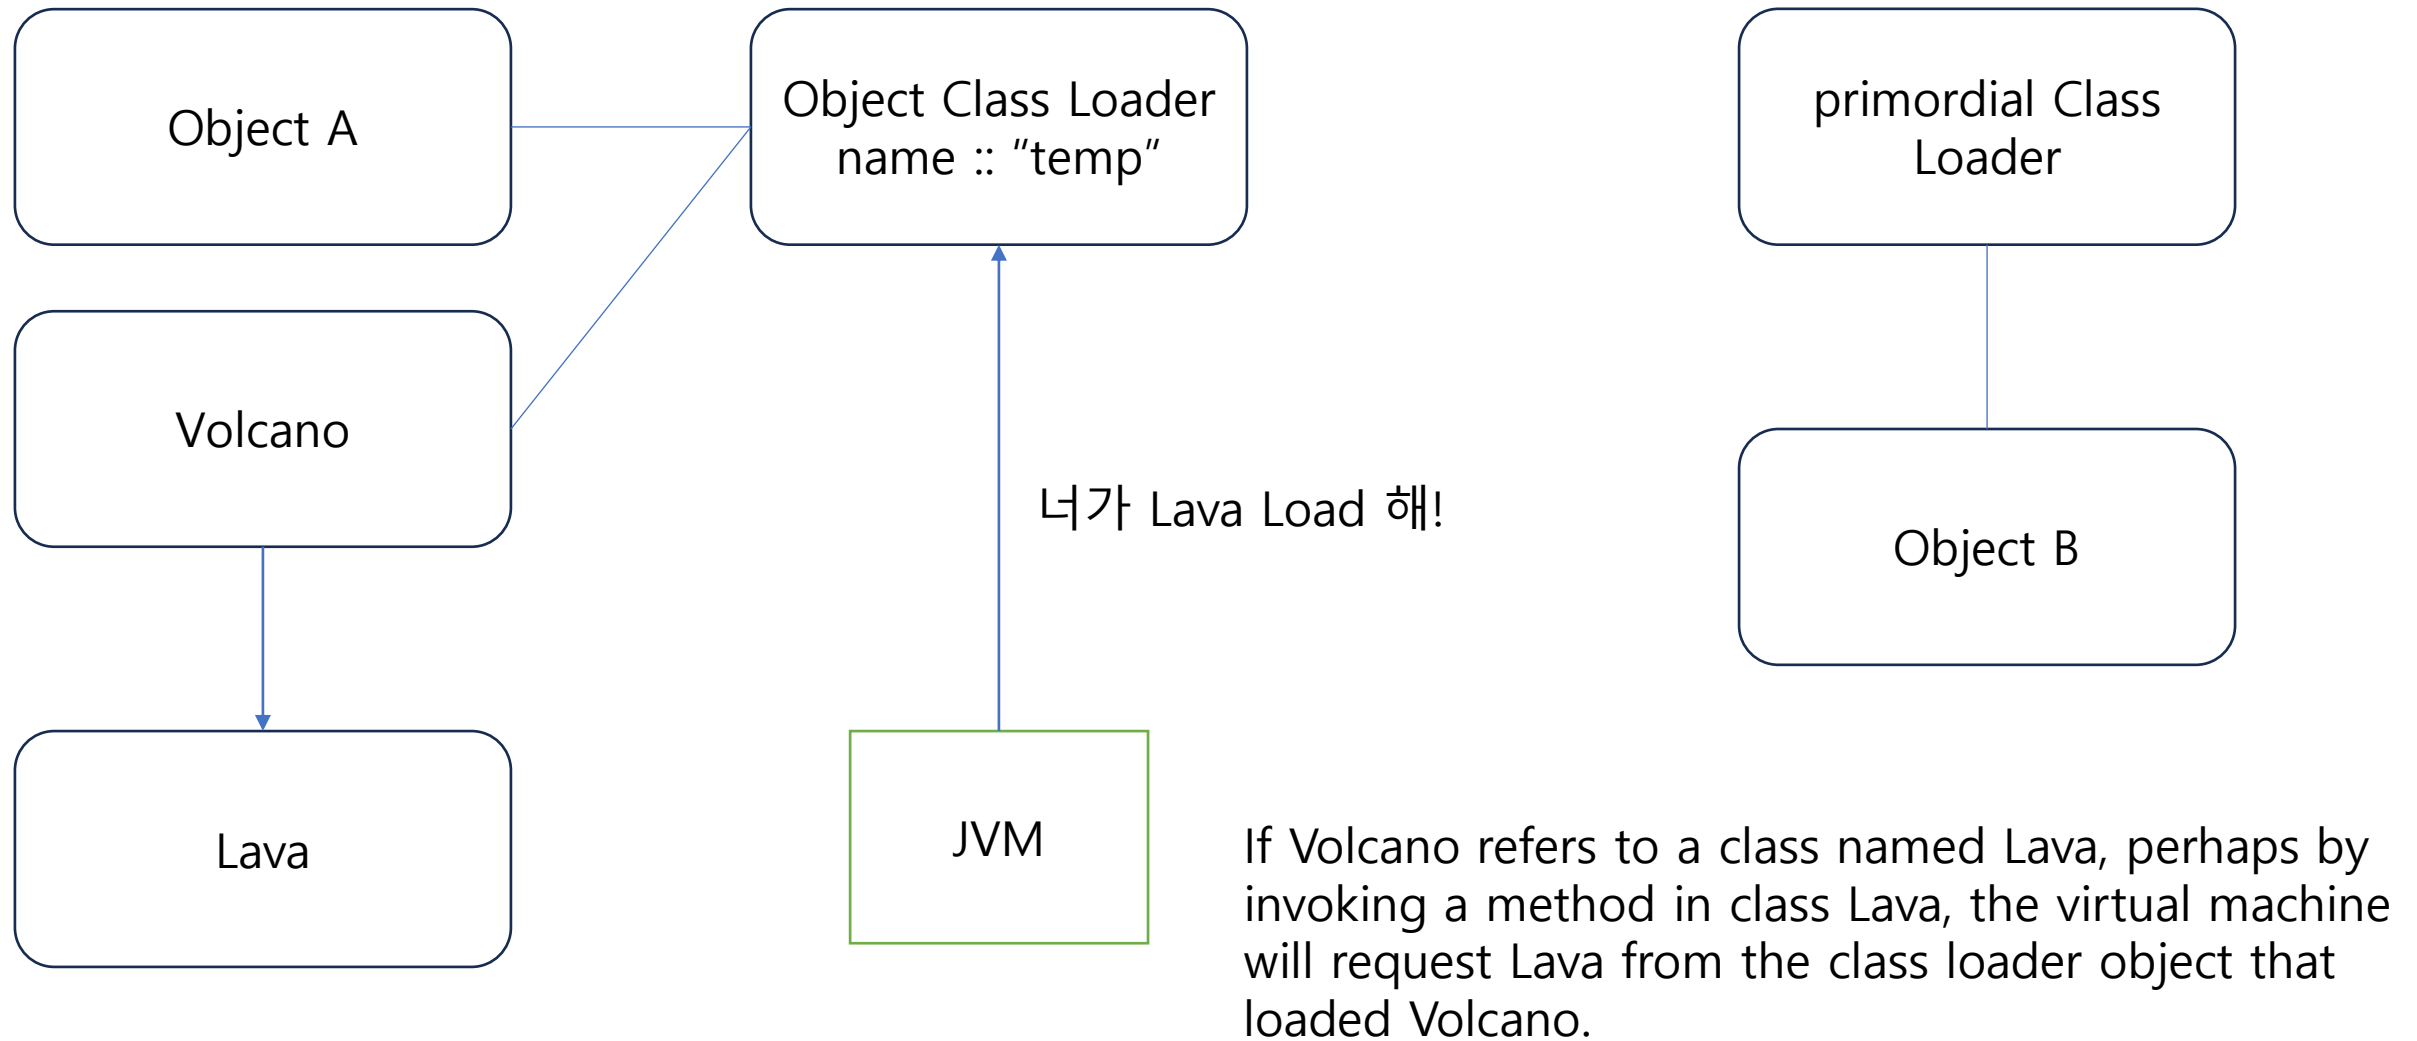 Object A
Object Class Loader
name :: "temp"
primordial Class
Loader
Volcano
너가 Lava Load 해!
Object B
Lava
JVM
If Volcano refers to a class named Lava, perhaps by
invoking a method in class Lava, the virtual machine
will request Lava from the class loader object that
loaded Volcano.